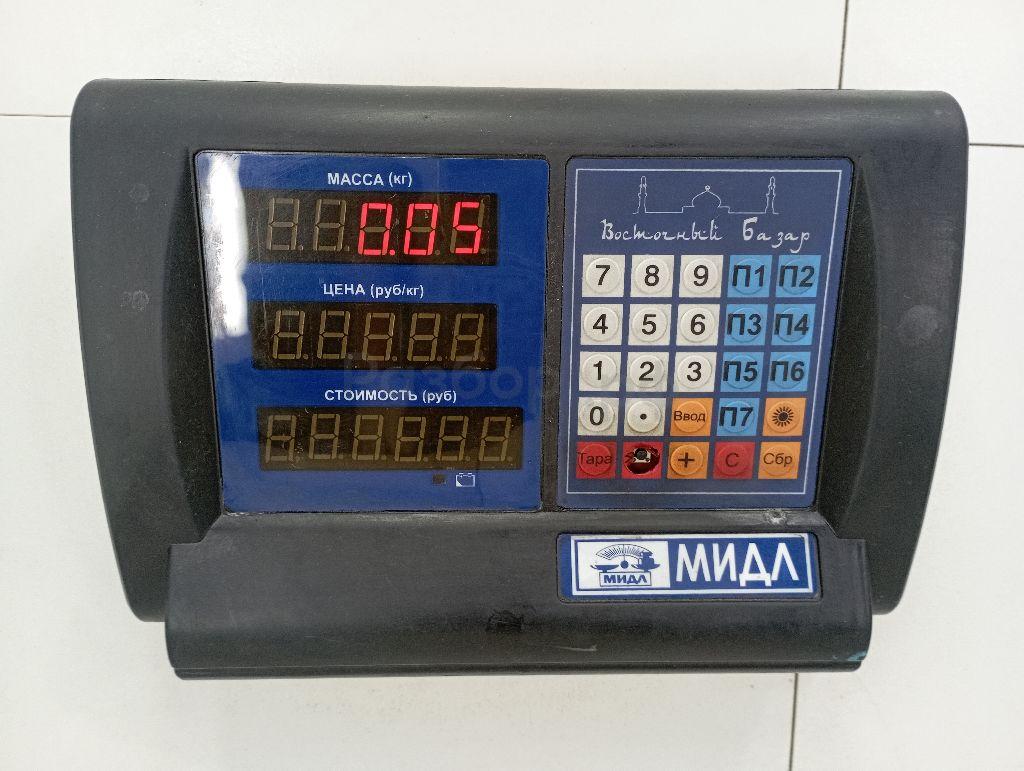 МАССА (кг)
0.05
ЦЕНА (руб/кг)
СТОИМОСТЬ (руб)
Восточный Базар
7 8 9 П1 П2
4 5 6 П3 П4
1 2 3 П5 П6
0 . Ввод П7
Тара + С Сбр
МИДЛ
МИДЛ